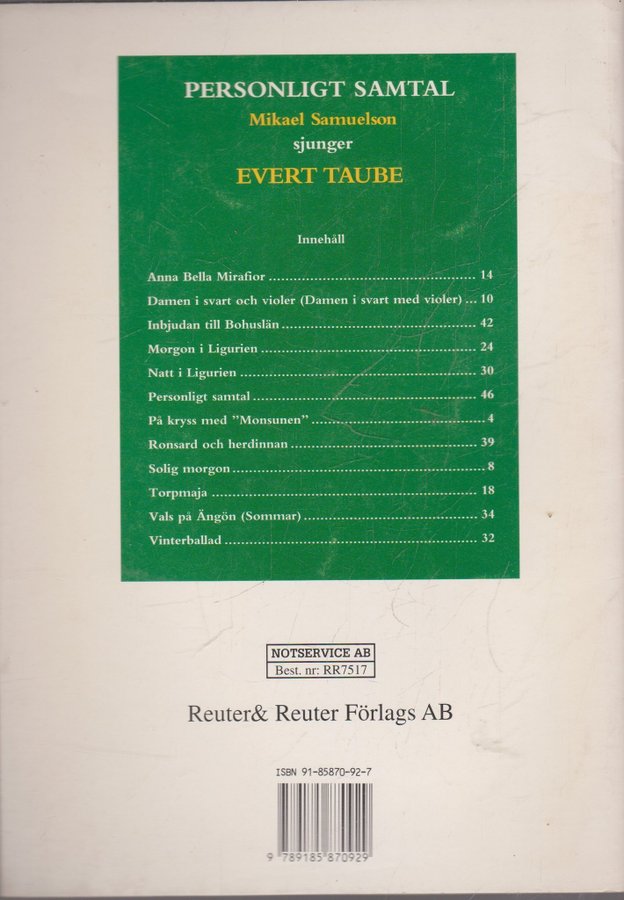 PERSONLIGT SAMTAL
Mikael Samuelson
sjunger
EVERT TAUBE
Innehåll
Anna Bella Mirafior ........................................................ 14
Damen i svart och violer (Damen i svart med violer) ... 10
Inbjudan till Bohuslän ..................................................... 42
Morgon i Ligurien .......................................................... 24
Natt i Ligurien ................................................................ 30
Personligt samtal ............................................................. 46
På kryss med ”Monsunen” .............................................. 4
Ronsard och herdinnan ................................................... 39
Solig morgon ................................................................... 8
Torpmaja ........................................................................ 18
Vals på Ängön (Sommar) ............................................... 34
Vinterballad ..................................................................... 32
NOTSERVICE AB
Best. nr: RR7517
Reuter& Reuter Förlags AB
ISBN 91-85870-92-7
9 789185 870929